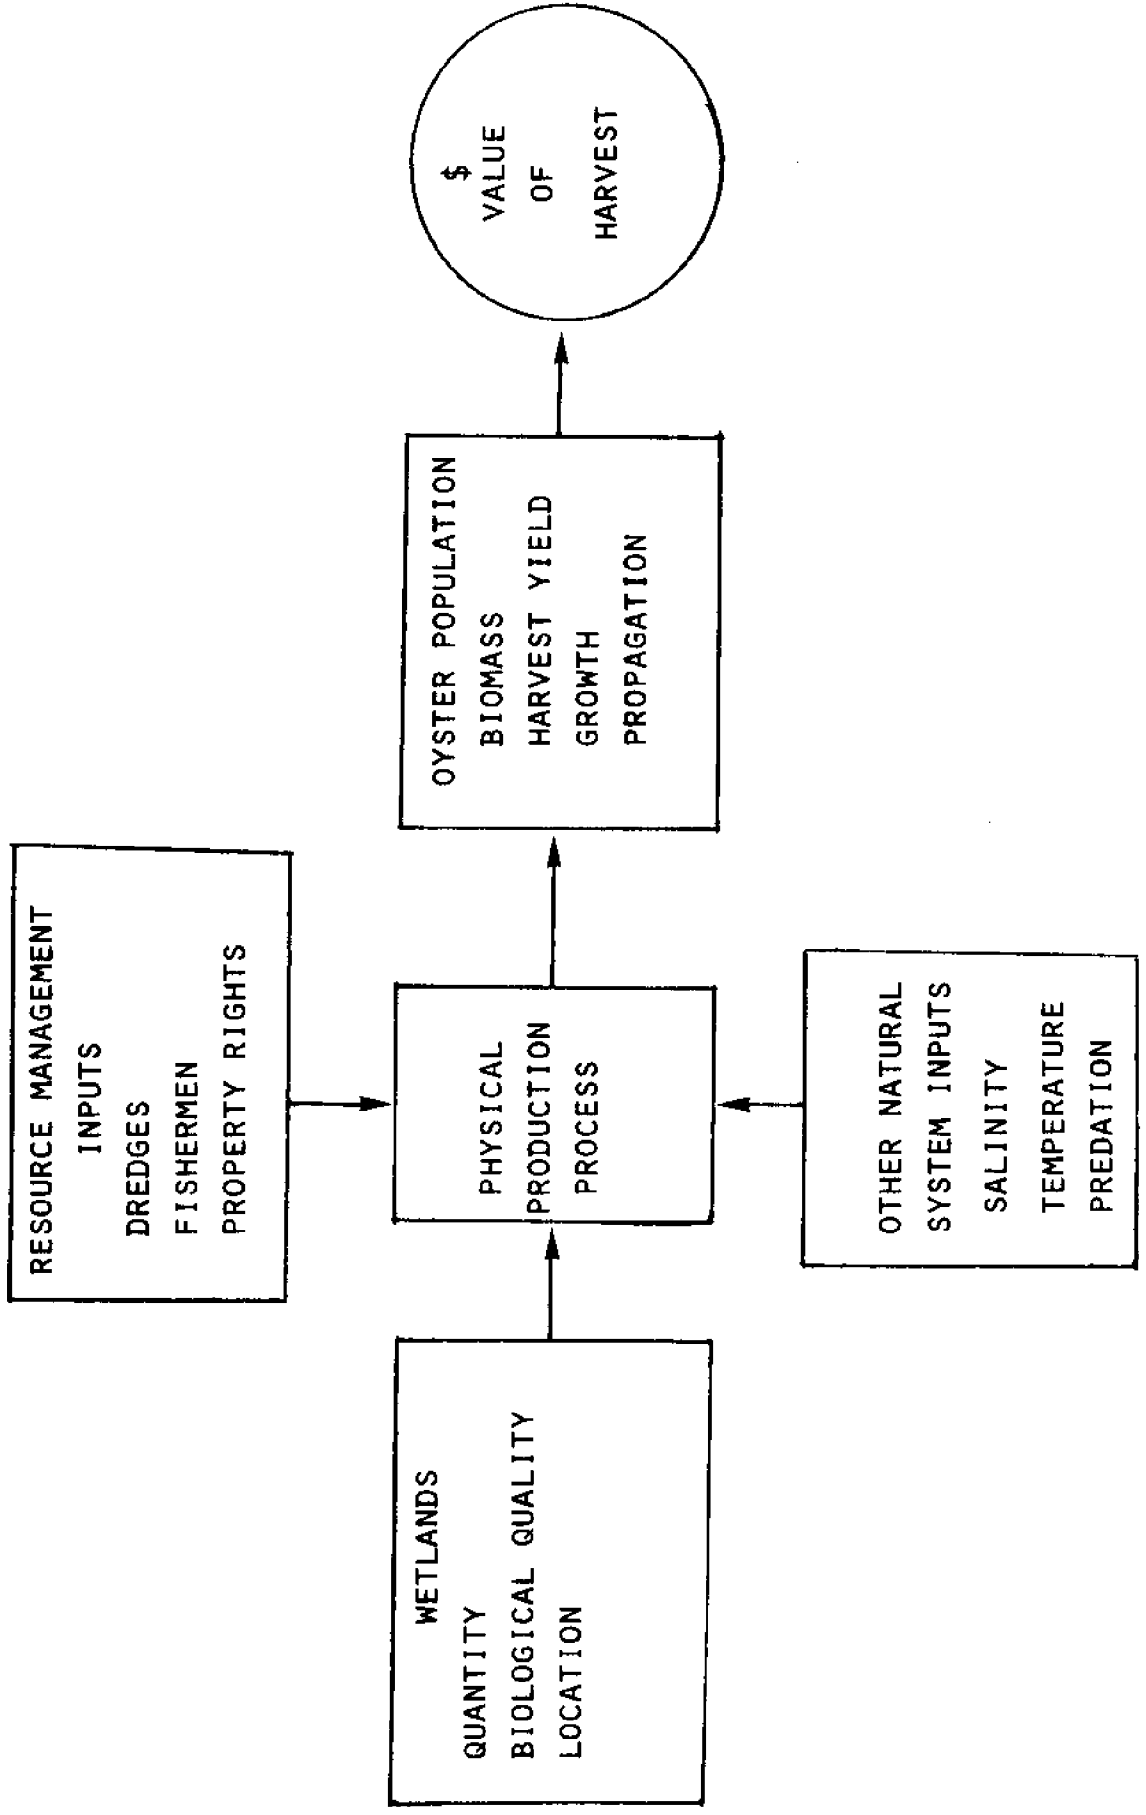 RESOURCE MANAGEMENT
INPUTS
DREDGES
FISHERMEN
PROPERTY RIGHTS
WETLANDS
QUANTITY
BIOLOGICAL QUALITY
LOCATION
PHYSICAL
PRODUCTION
PROCESS
OYSTER POPULATION
BIOMASS
HARVEST YIELD
GROWTH
PROPAGATION
$
VALUE
OF
HARVEST
OTHER NATURAL
SYSTEM INPUTS
SALINITY
TEMPERATURE
PREDATION